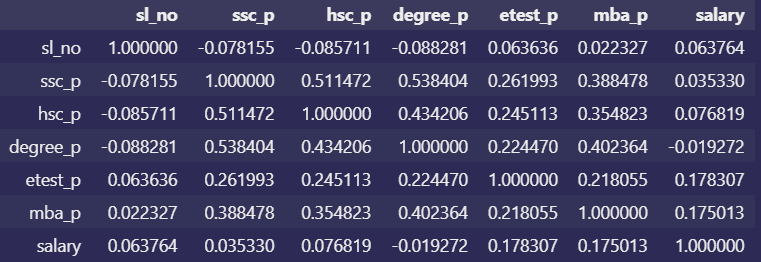 sl_no ssc_p hsc_p degree_p etest_p mba_p salary
sl_no 1.000000 -0.078155 -0.085711 -0.088281 0.063636 0.022327 0.063764
ssc_p -0.078155 1.000000 0.511472 0.538404 0.261993 0.388478 0.035330
hsc_p -0.085711 0.511472 1.000000 0.434206 0.245113 0.354823 0.076819
degree_p -0.088281 0.538404 0.434206 1.000000 0.224470 0.402364 -0.019272
etest_p 0.063636 0.261993 0.245113 0.224470 1.000000 0.218055 0.178307
mba_p 0.022327 0.388478 0.354823 0.402364 0.218055 1.000000 0.175013
salary 0.063764 0.035330 0.076819 -0.019272 0.178307 0.175013 1.000000